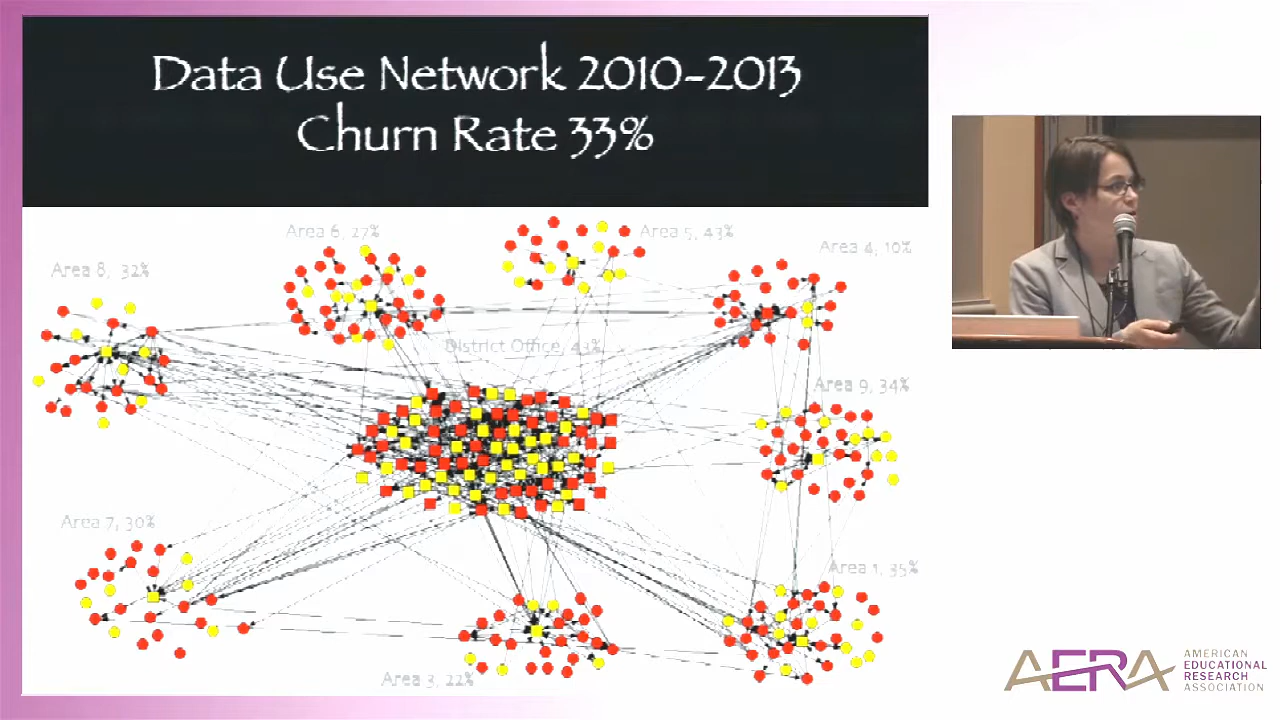 Data Use Network 2010-2013
Churn Rate 33%
Area 6, 27%
Area 5, 43%
Area 4, 10%
Area 8, 32%
District Office, 43%
Area 9, 34%
Area 7, 30%
Area 1, 35%
Area 3, 22%
AERA
AMERICAN
EDUCATIONAL
RESEARCH
ASSOCIATION